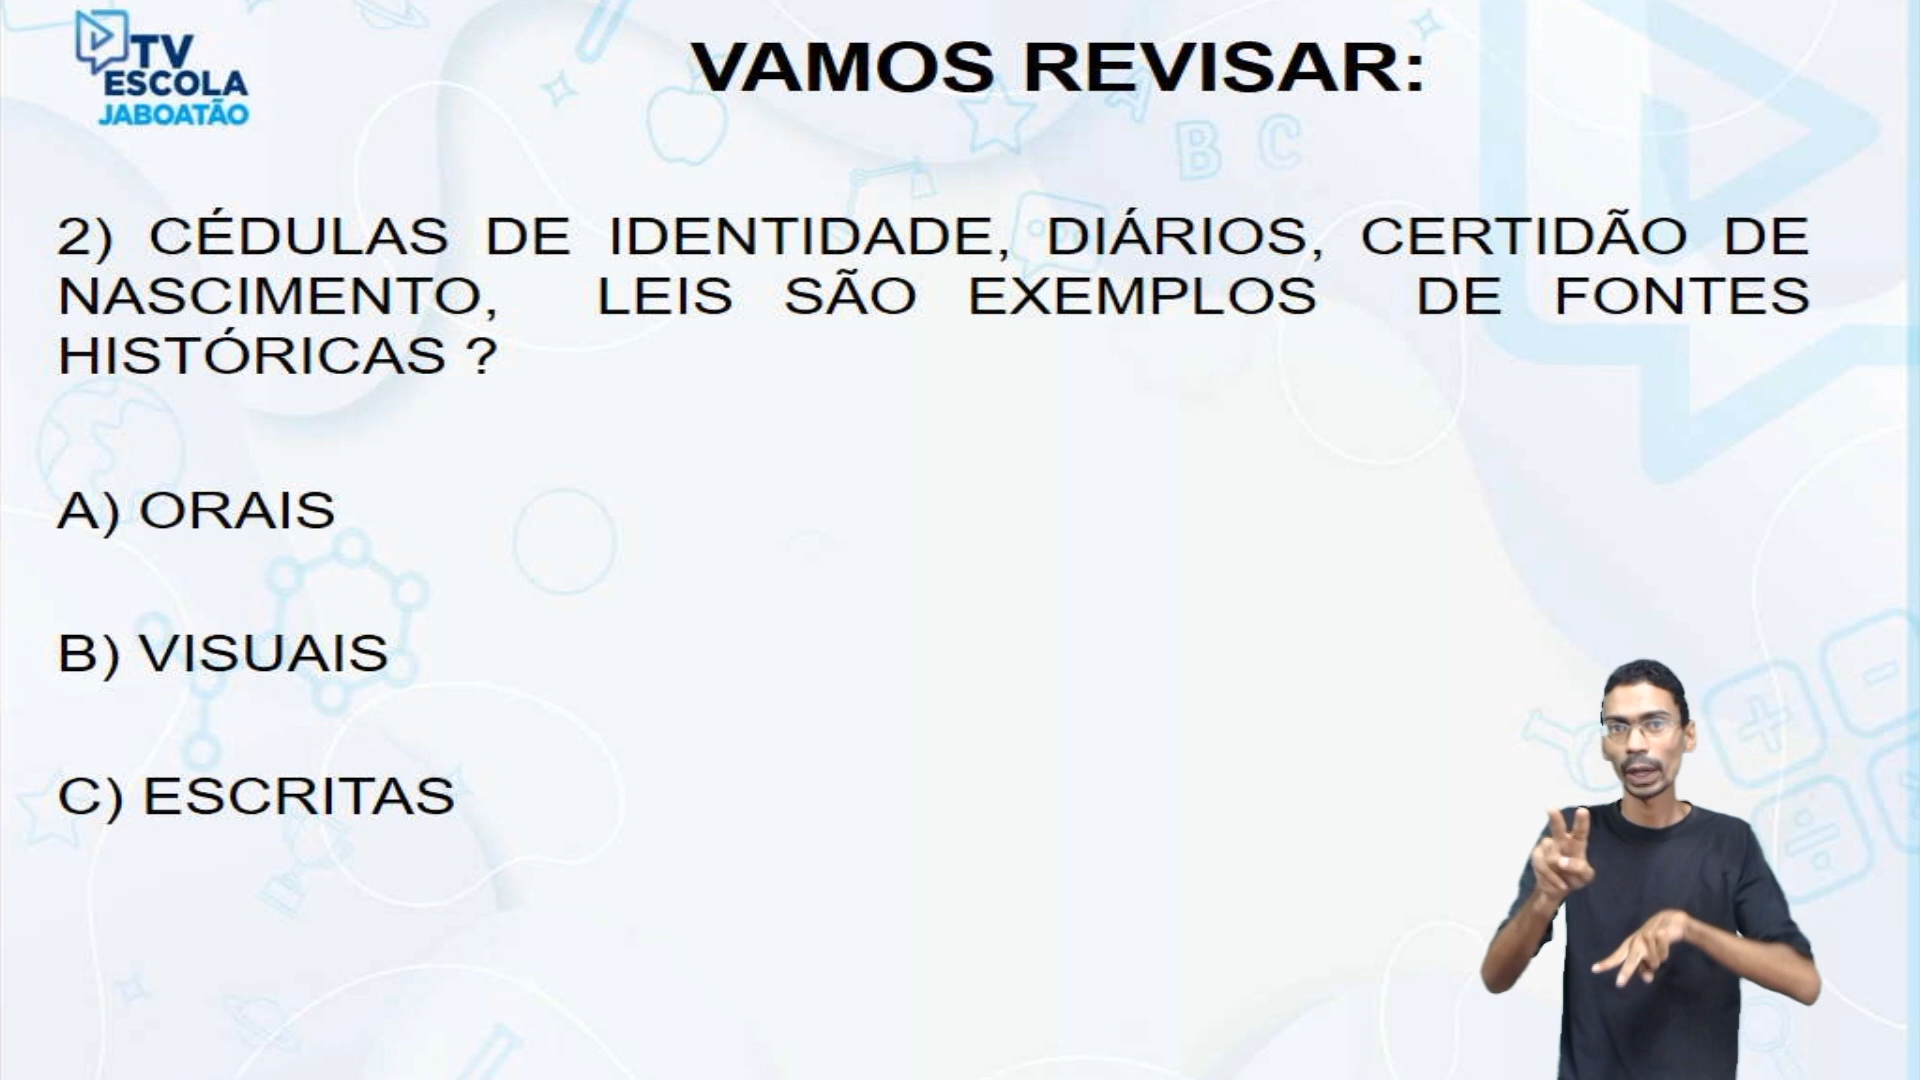 TV
ESCOLA
JABOATÃO
VAMOS REVISAR:
2) CÉDULAS DE IDENTIDADE, DIÁRIOS, CERTIDÃO DE
NASCIMENTO, LEIS SÃO EXEMPLOS DE FONTES
HISTÓRICAS ?
A) ORAIS
B) VISUAIS
C) ESCRITAS